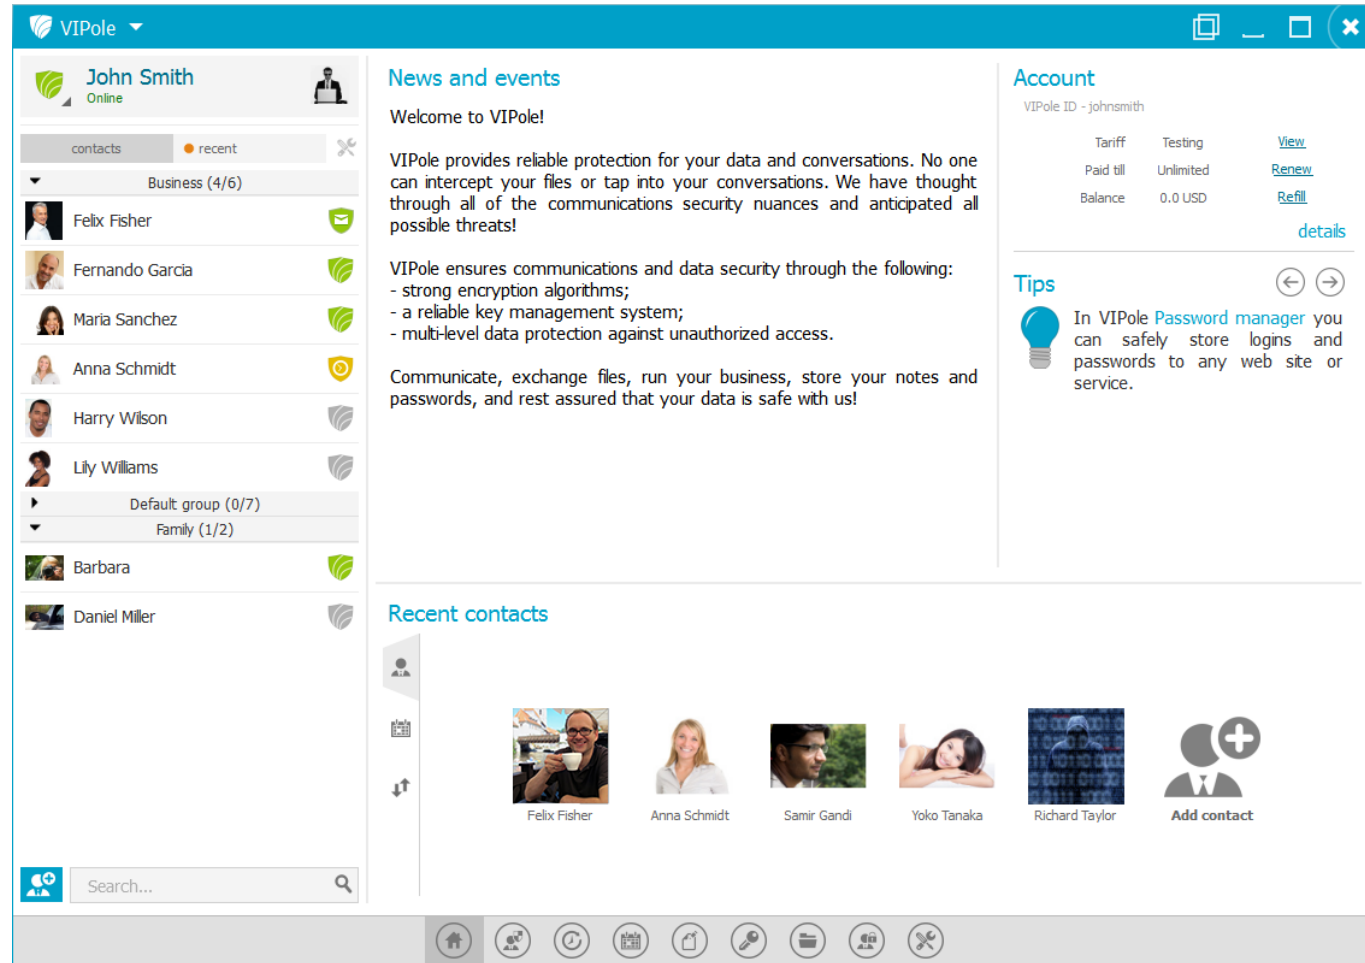 VIPole
John Smith
Online
contacts
recent
Business (4/6)
Felix Fisher
Fernando Garcia
Maria Sanchez
Anna Schmidt
Harry Wilson
Lily Williams
Default group (0/7)
Family (1/2)
Barbara
Daniel Miller
Search...
News and events
Welcome to VIPole!
VIPole provides reliable protection for your data and conversations. No one
can intercept your files or tap into your conversations. We have thought
through all of the communications security nuances and anticipated all
possible threats!
VIPole ensures communications and data security through the following:
- strong encryption algorithms;
- a reliable key management system;
- multi-level data protection against unauthorized access.
Communicate, exchange files, run your business, store your notes and
passwords, and rest assured that your data is safe with us!
Account
VIPole ID - johnsmith
Tariff Testing View
Paid till Unlimited Renew
Balance 0.0 USD Refill
details
Tips
In VIPole Password manager you
can safely store logins and
passwords to any web site or
service.
Recent contacts
Felix Fisher
Anna Schmidt
Samir Gandi
Yoko Tanaka
Richard Taylor
Add contact